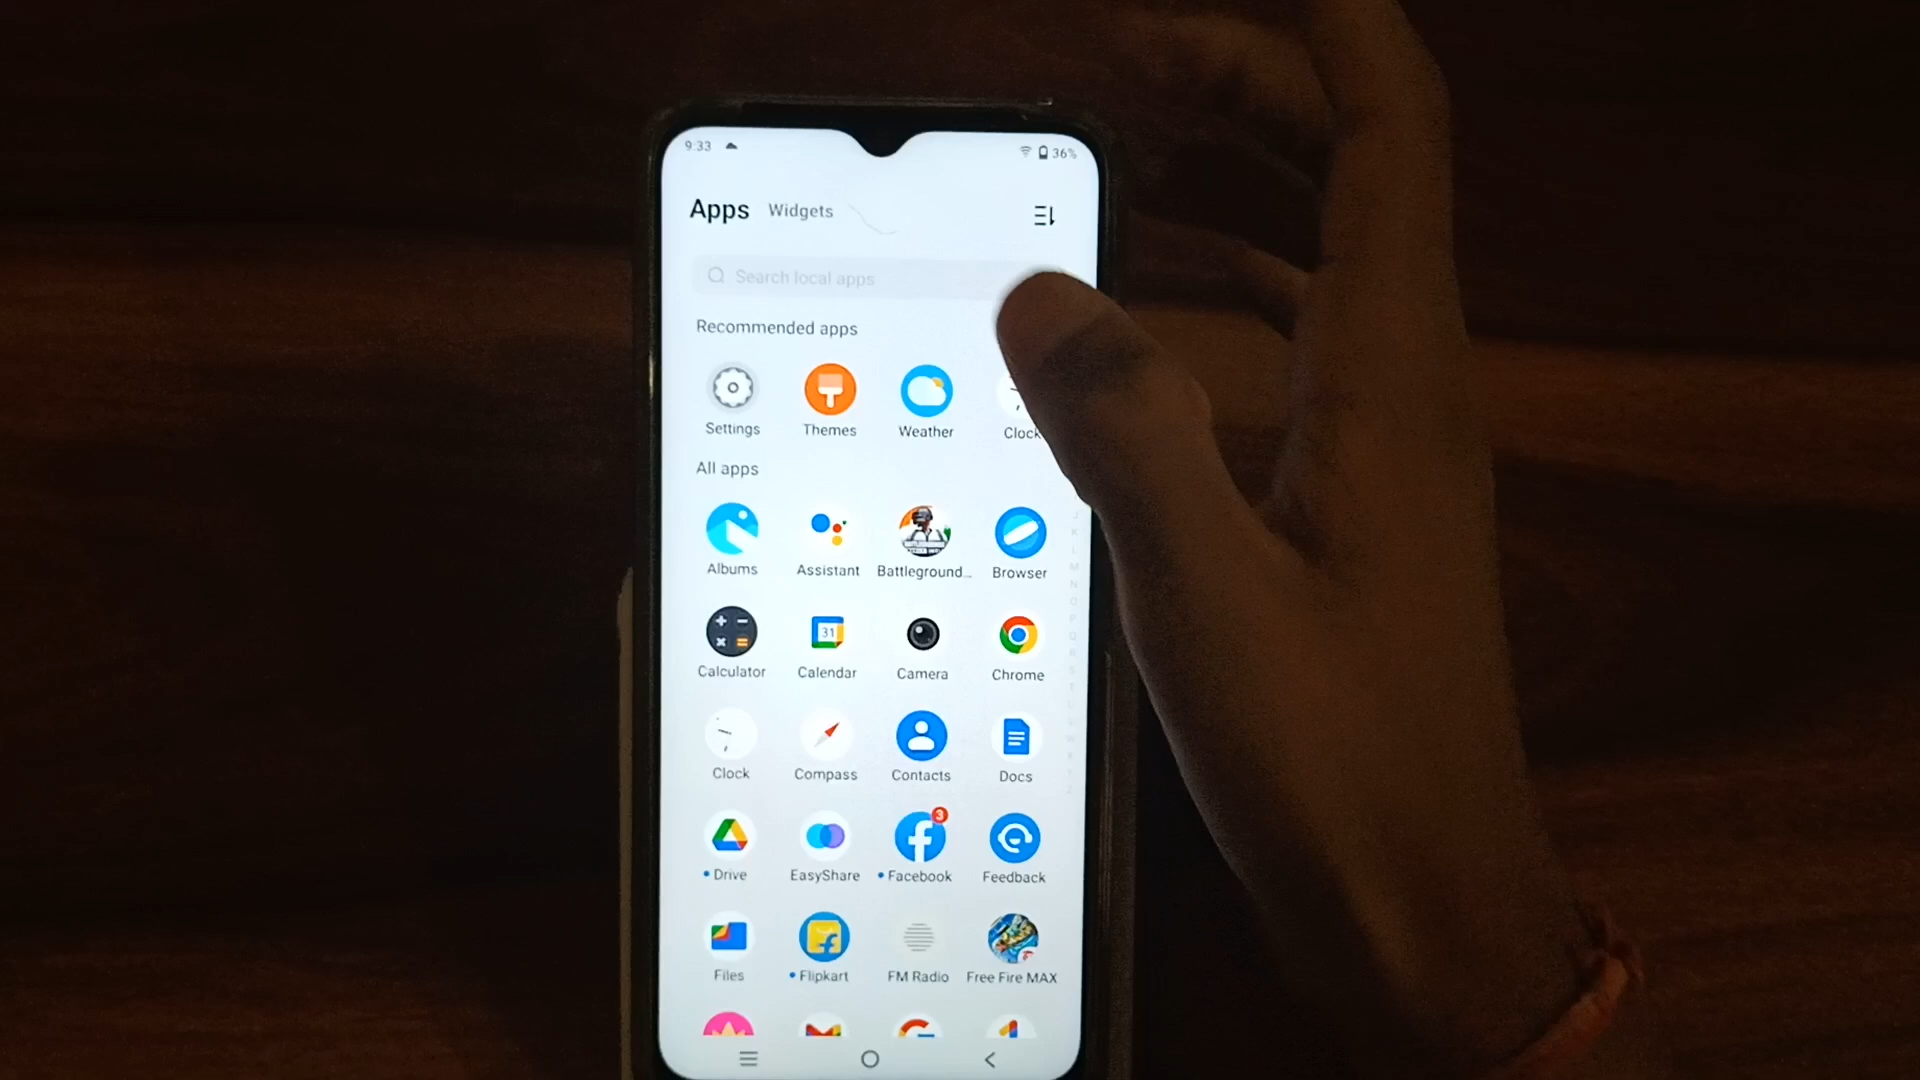 9:33 36%
Apps Widgets
Search local apps
Recommended apps
Settings Themes Weather Clock
All apps
Albums Assistant Battleground... Browser
31
Calculator Calendar Camera Chrome
Clock Compass Contacts Docs
3
Drive EasyShare Facebook Feedback
Files Flipkart FM Radio Free Fire MAX